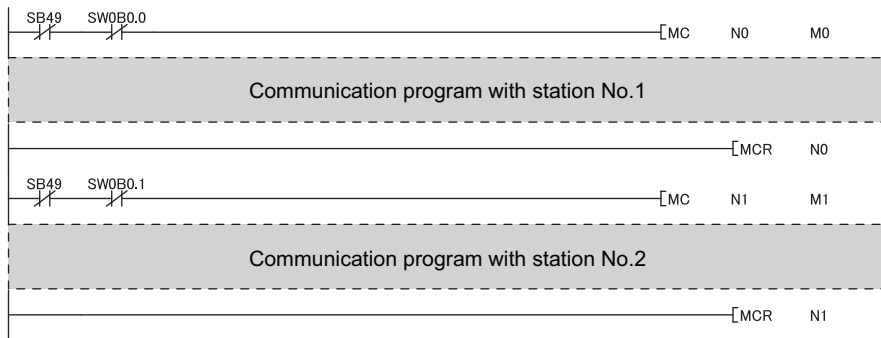 SB49 SW0B0.0
MC N0 M0
Communication program with station No.1
MCR N0
SB49 SW0B0.1
MC N1 M1
Communication program with station No.2
MCR N1